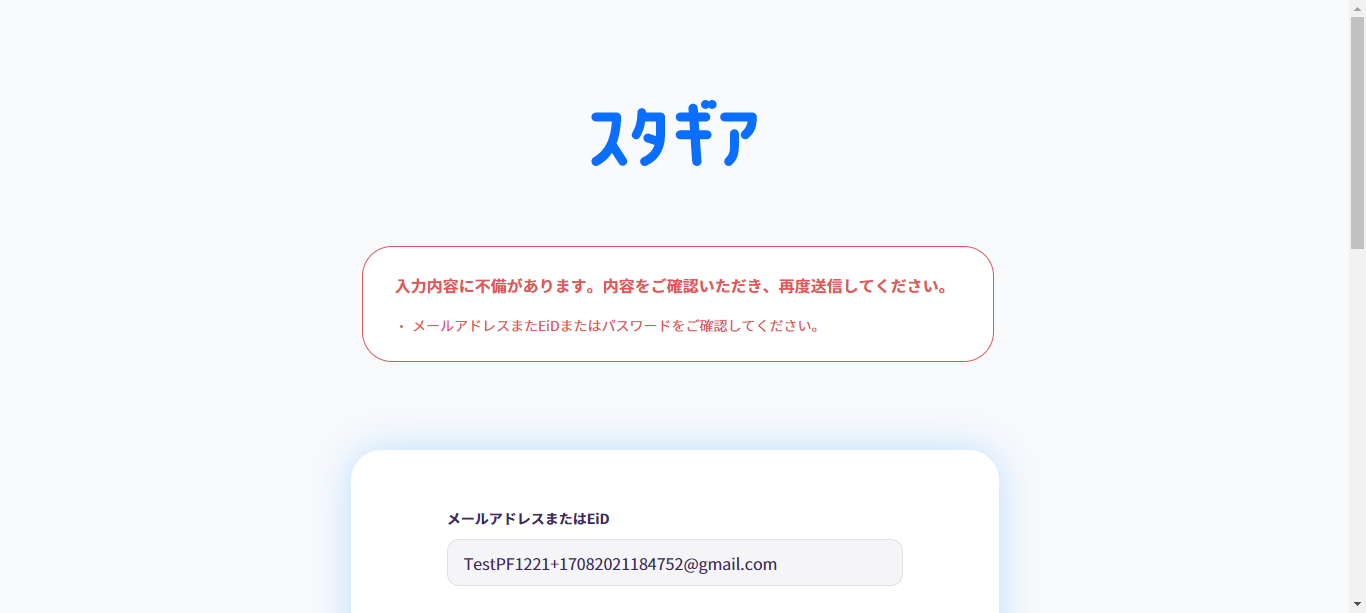 スタギア
入力内容に不備があります。内容をご確認いただき、再度送信してください。
・ メールアドレスまたEiDまたはパスワードをご確認してください。
メールアドレスまたはEiD
TestPF1221+17082021184752@gmail.com